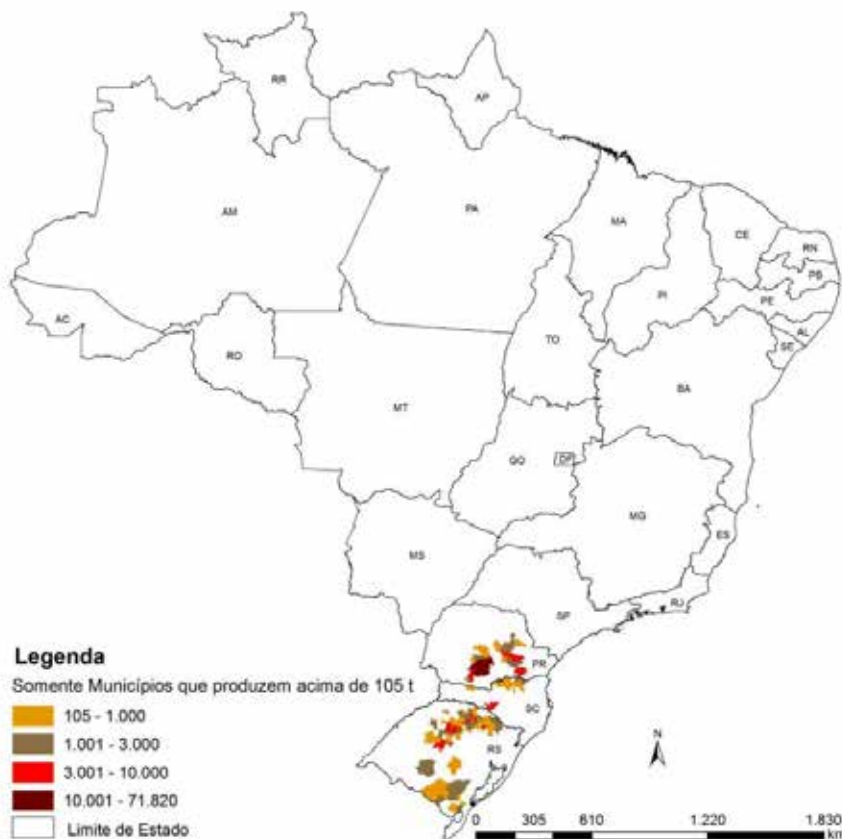 RR
AP
AM
PA
MA
CE
RN
PB
PE
PI
AL
SE
AC
RO
TO
BA
MT
GO
DF
MG
ES
MS
SP
RJ
PR
SC
RS
Legenda
Somente Municípios que produzem acima de 105 t
105 - 1.000
1.001 - 3.000
3.001 - 10.000
10.001 - 71.820
Limite de Estado
N
0 305 610 1.220 1.830
km